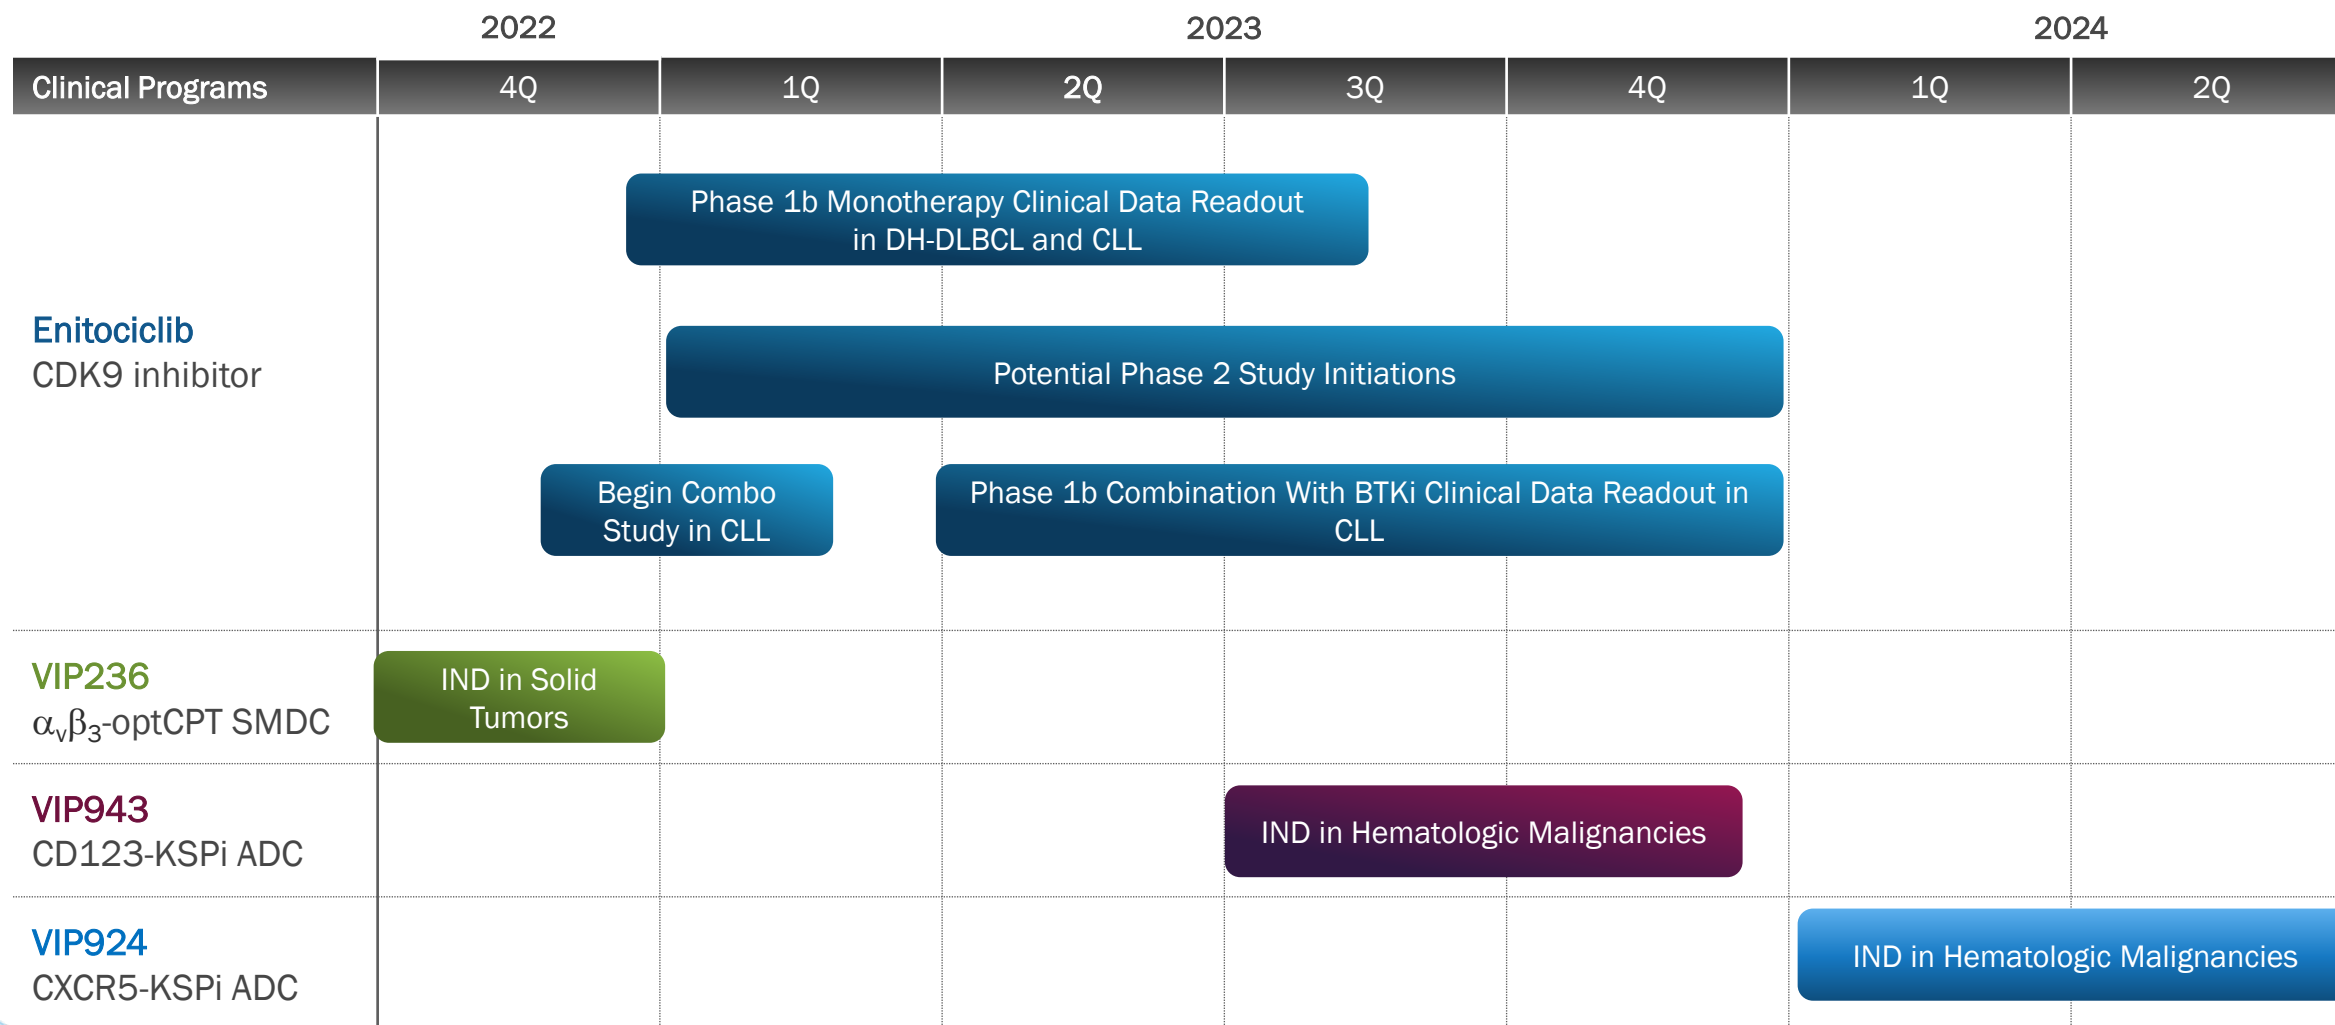 2022 2023 2024
Clinical Programs 4Q 1Q 2Q 3Q 4Q 1Q 2Q
Phase 1b Monotherapy Clinical Data Readout
in DH-DLBCL and CLL
Enitociclib
CDK9 inhibitor
Potential Phase 2 Study Initiations
Begin Combo
Study in CLL
Phase 1b Combination With BTKi Clinical Data Readout in
CLL
VIP236
αvβ3-optCPT SMDC
IND in Solid
Tumors
VIP943
CD123-KSPi ADC
IND in Hematologic Malignancies
VIP924
CXCR5-KSPi ADC
IND in Hematologic Malignancies